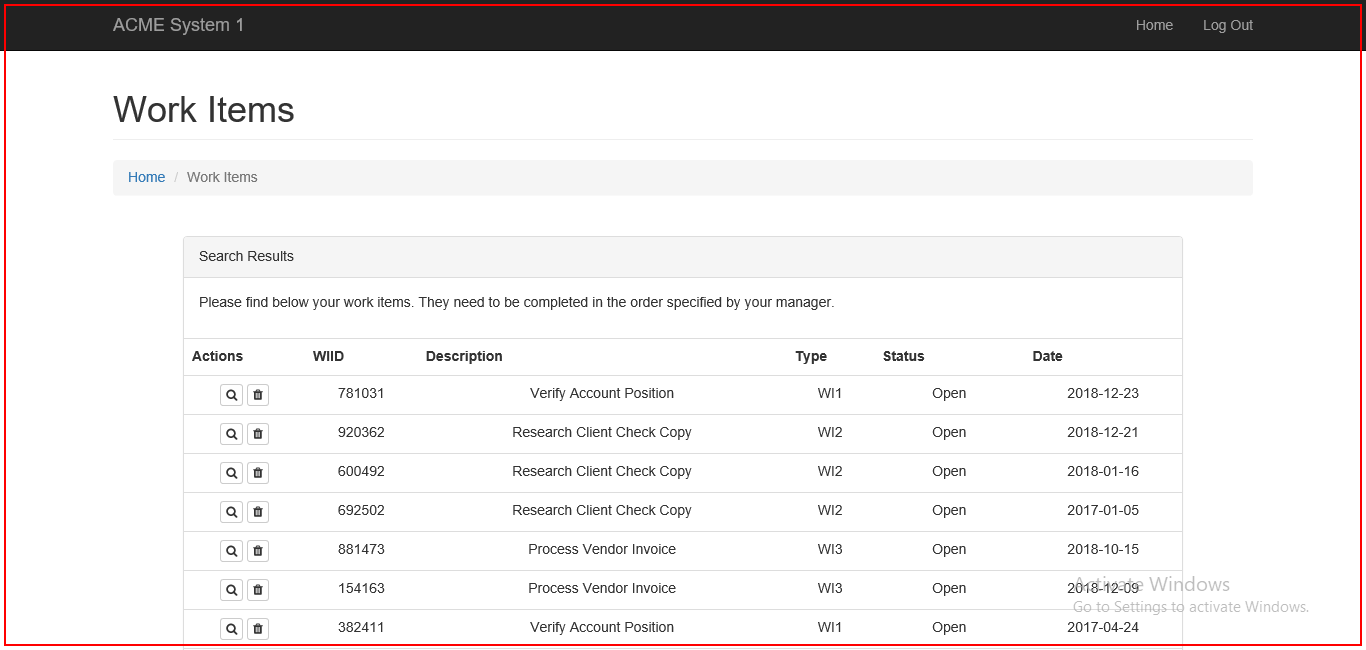 ACME System 1 Home Log Out
Work Items
Home / Work Items
Search Results
Please find below your work items. They need to be completed in the order specified by your manager.
Actions WIID Description Type Status Date
781031 Verify Account Position WI1 Open 2018-12-23
920362 Research Client Check Copy WI2 Open 2018-12-21
600492 Research Client Check Copy WI2 Open 2018-01-16
692502 Research Client Check Copy WI2 Open 2017-01-05
881473 Process Vendor Invoice WI3 Open 2018-10-15
154163 Process Vendor Invoice WI3 Open 2018-12-09
Activate Windows
Go to Settings to activate Windows.
382411 Verify Account Position WI1 Open 2017-04-24